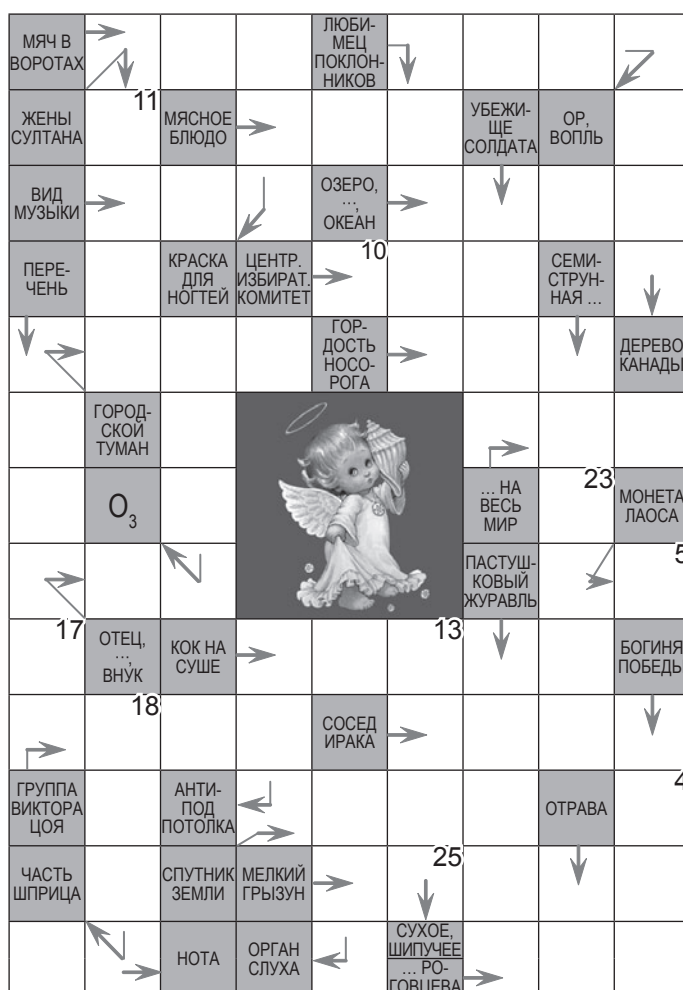 МЯЧ В
ВОРОТАХ
ЛЮБИ-
МЕЦ
ПОКЛОН-
НИКОВ
11
ЖЕНЫ
СУЛТАНА
МЯСНОЕ
БЛЮДО
УБЕЖИ-
ЩЕ
СОЛДАТА
ОР,
ВОПЛЬ
ВИД
МУЗЫКИ
ОЗЕРО,
...,
ОКЕАН
10
ПЕРЕ-
ЧЕНЬ
КРАСКА
ДЛЯ
НОГТЕЙ
ЦЕНТР.
ИЗБИРАТ.
КОМИТЕТ
СЕМИ-
СТРУН-
НАЯ ...
ГОР-
ДОСТЬ
НОСО-
РОГА
ДЕРЕВО
КАНАДЫ
ГОРОД-
СКОЙ
ТУМАН
O3
... НА
ВЕСЬ
МИР
23
МОНЕТА
ЛАОСА
ПАСТУШ-
КОВЫЙ
ЖУРАВЛЬ
5
17
ОТЕЦ,
...,
ВНУК
КОК НА
СУШЕ
13
БОГИНЯ
ПОБЕДЫ
18
СОСЕД
ИРАКА
ГРУППА
ВИКТОРА
ЦОЯ
АНТИ-
ПОД
ПОТОЛКА
ОТРАВА
4
ЧАСТЬ
ШПРИЦА
СПУТНИК
ЗЕМЛИ
МЕЛКИЙ
ГРЫЗУН
25
НОТА
ОРГАН
СЛУХА
СУХОЕ,
ШИПУЧЕЕ
... РО-
ГОВЦЕВА